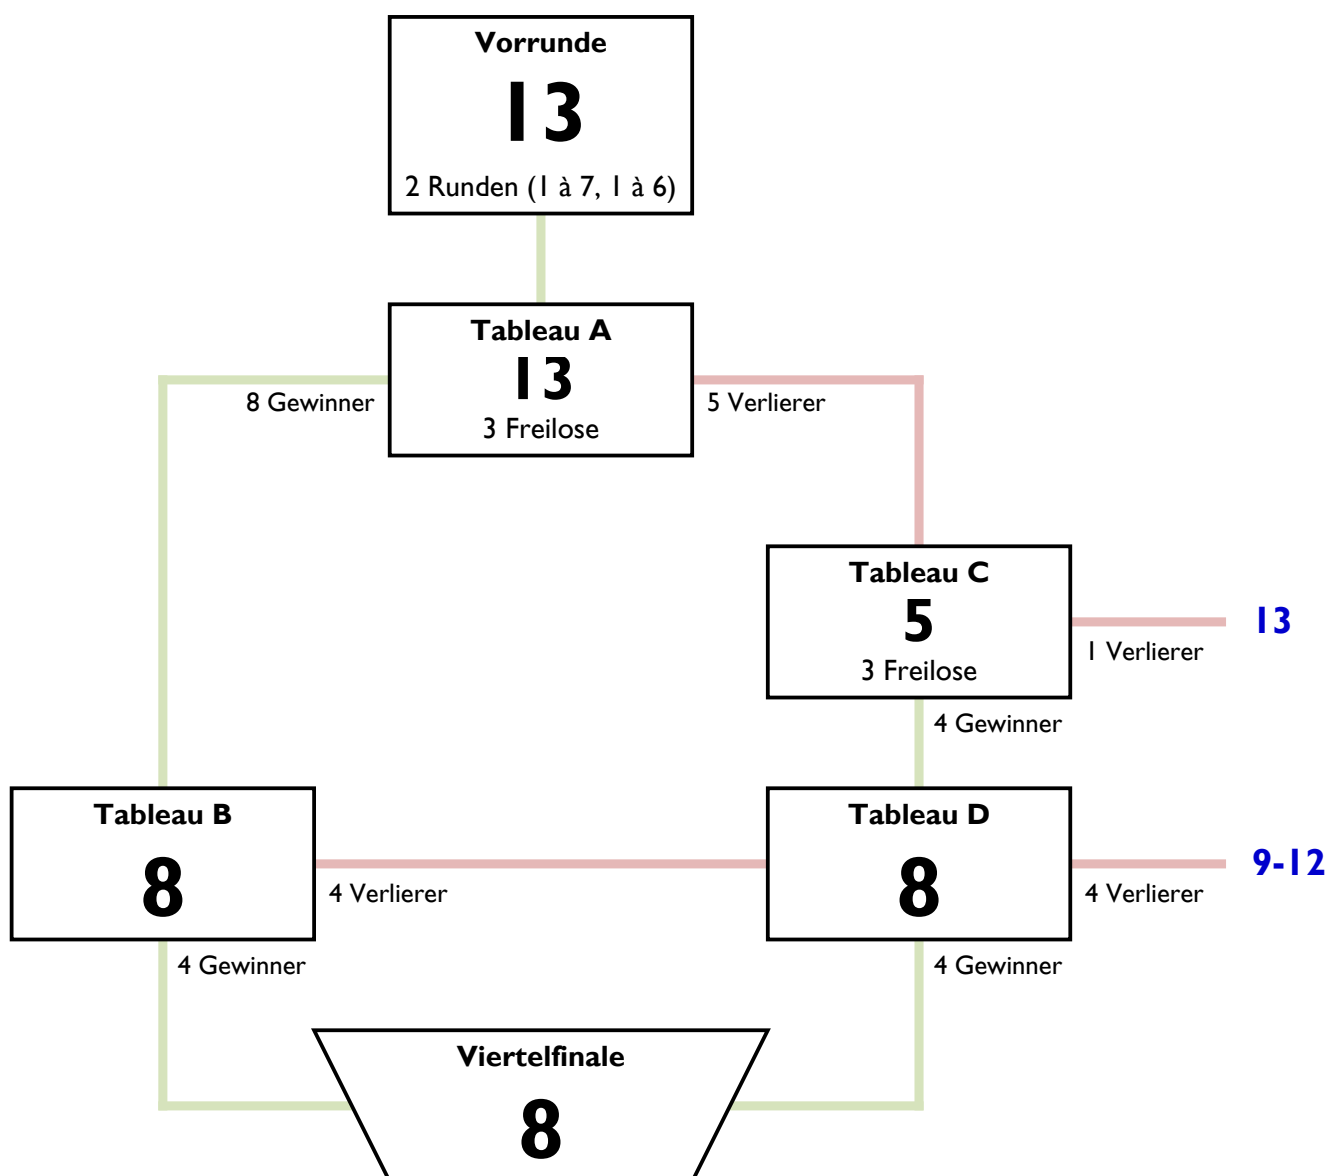 Vorrunde
13
2 Runden (1 à 7, 1 à 6)
Tableau A
13
3 Freilose
8 Gewinner
5 Verlierer
Tableau C
5
3 Freilose
13
1 Verlierer
4 Gewinner
Tableau B
8
4 Verlierer
Tableau D
8
9-12
4 Verlierer
4 Gewinner
4 Gewinner
Viertelfinale
8